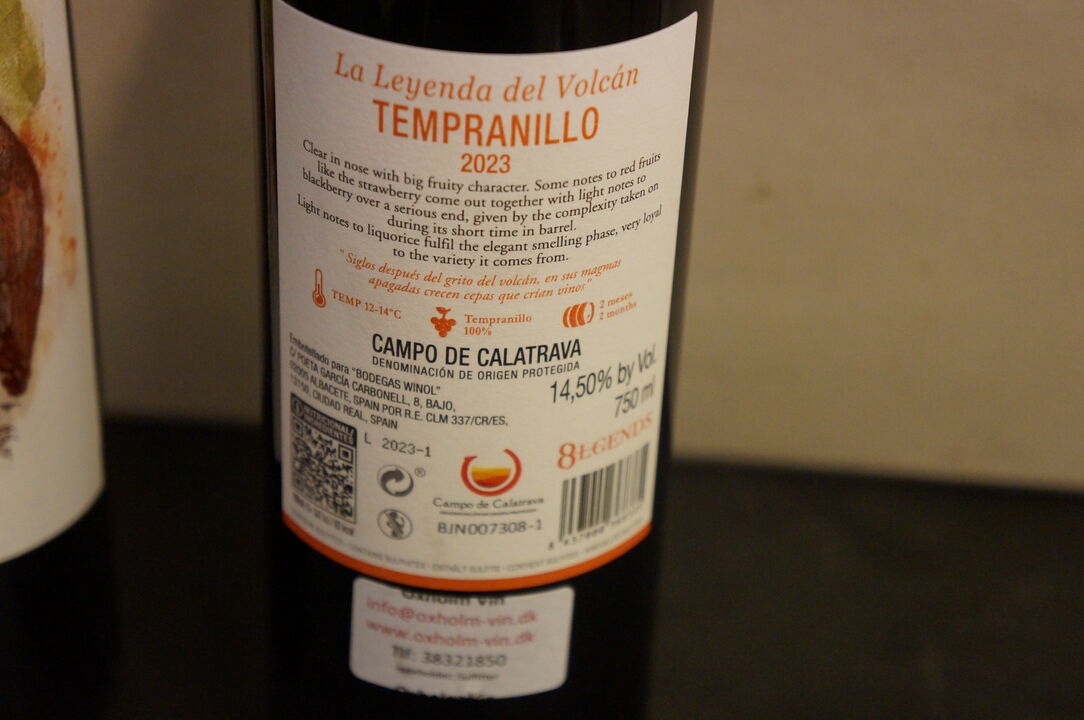 La Leyenda del Volcán
TEMPRANILLO
2023
Clear in nose with big fruity character. Some notes to red fruits
like the strawberry come out together with light notes to
blackberry over a serious end, given by the complexity taken on
during its short time in barrel.
Light notes to liquorice fulfil the elegant smelling phase, very loyal
to the variety it comes from.
"Siglos después del grito del volcán, en sus magmas
apagadas crecen cepas que crían vinos"
TEMP 12-14ºC
Tempranillo
100%
2 meses
2 months
CAMPO DE CALATRAVA
DENOMINACIÓN DE ORIGEN PROTEGIDA
Embotellado para "BODEGAS WINOL"
C/ POETA GARCÍA CARBONELL, 8, BAJO,
02005 ALBACETE, SPAIN POR R.E. CLM 337/CR/ES,
13150, CIUDAD REAL, SPAIN
14,50% by Vol.
750 ml
NUTRICIONAL/
INGREDIENTES
L 2023-1
®
8LEGENDS
Campo de Calatrava
BJN007308-1
Oxholm Vin
info@oxholm-vin.dk
www.oxholm-vin.dk
Tlf: 38321850